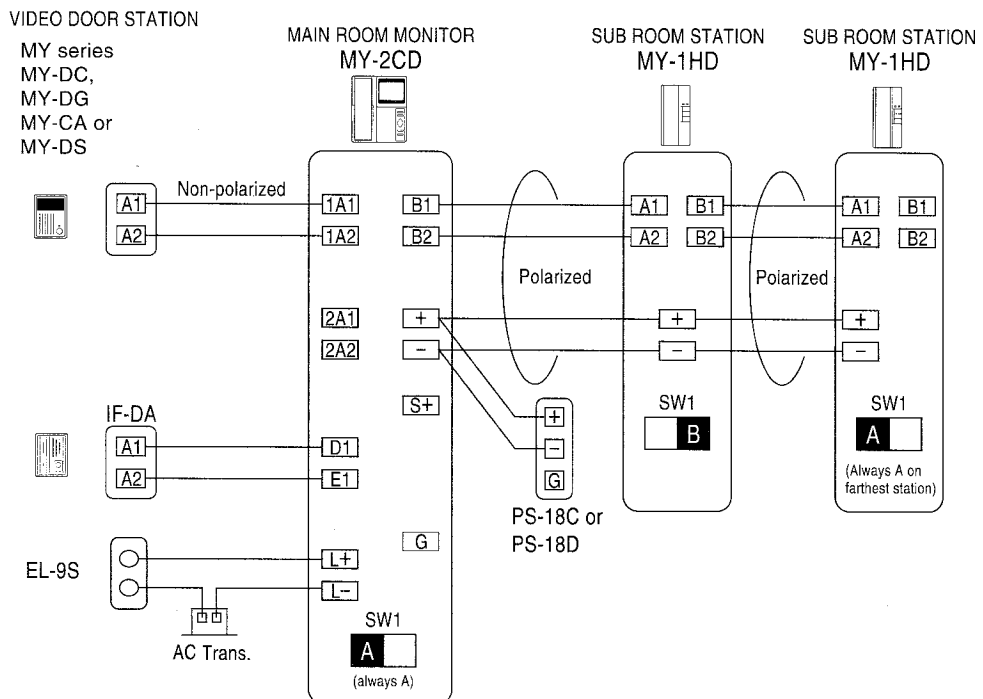 VIDEO DOOR STATION
MY series
MY-DC,
MY-DG
MY-CA or
MY-DS
MAIN ROOM MONITOR
MY-2CD
SUB ROOM STATION
MY-1HD
SUB ROOM STATION
MY-1HD
A1
A2
Non-polarized
1A1
1A2
2A1
2A2
B1
B2
+
−
S+
D1
E1
G
L+
L−
SW1
A
(always A)
IF-DA
A1
A2
EL-9S
AC Trans.
Polarized
+
−
G
PS-18C or
PS-18D
A1
A2
B1
B2
+
−
SW1
B
Polarized
A1
A2
B1
B2
+
−
SW1
A
(Always A on
farthest station)